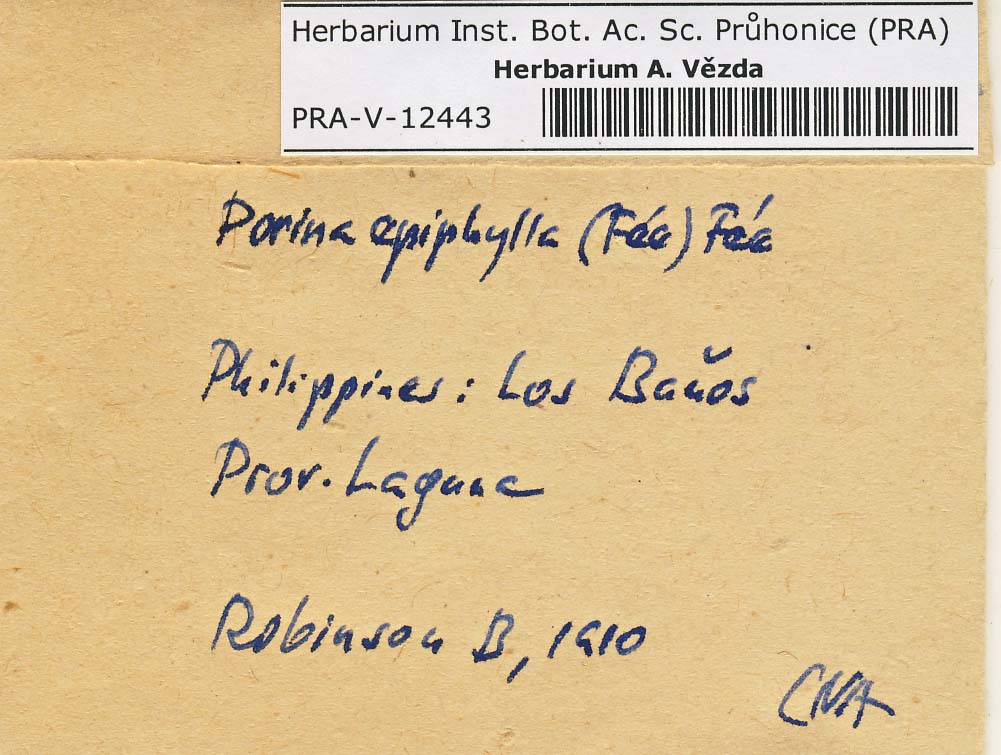 Herbarium Inst. Bot. Ac. Sc. Průhonice (PRA)
Herbarium A. Vězda
PRA-V-12443
Porina epiphylla (Fée) Fée
Philippines: Los Baňos
Prov. Laguna
Robinson B, 1910